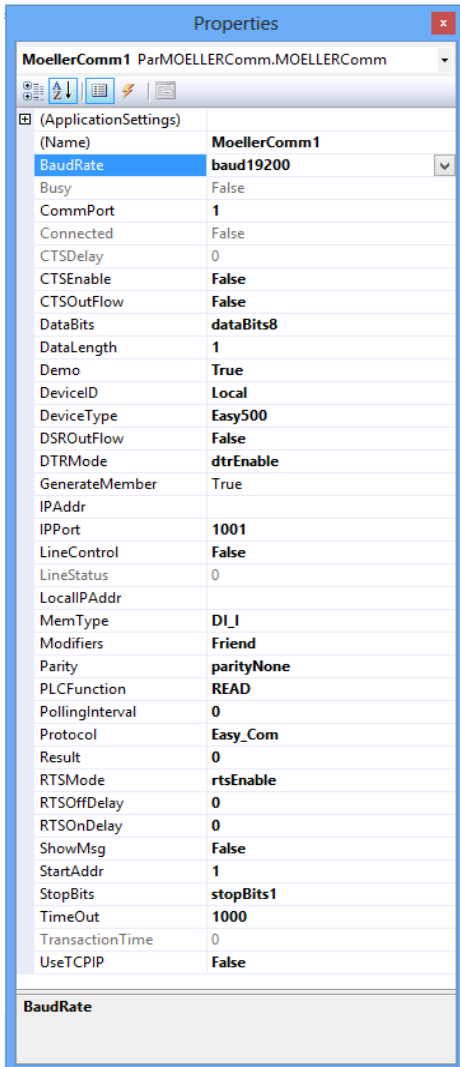 Properties
x
MoellerComm1 ParMOELLERComm.MOELLERComm
(ApplicationSettings)
(Name) MoellerComm1
BaudRate baud19200
Busy False
CommPort 1
Connected False
CTSDelay 0
CTSEnable False
CTSOutFlow False
DataBits dataBits8
DataLength 1
Demo True
DeviceID Local
DeviceType Easy500
DSROutFlow False
DTRMode dtrEnable
GenerateMember True
IPAddr
IPPort 1001
LineControl False
LineStatus 0
LocalIPAddr
MemType DI_I
Modifiers Friend
Parity parityNone
PLCFunction READ
PollingInterval 0
Protocol Easy_Com
Result 0
RTSMode rtsEnable
RTSOffDelay 0
RTSOnDelay 0
ShowMsg False
StartAddr 1
StopBits stopBits1
TimeOut 1000
TransactionTime 0
UseTCPIP False
BaudRate